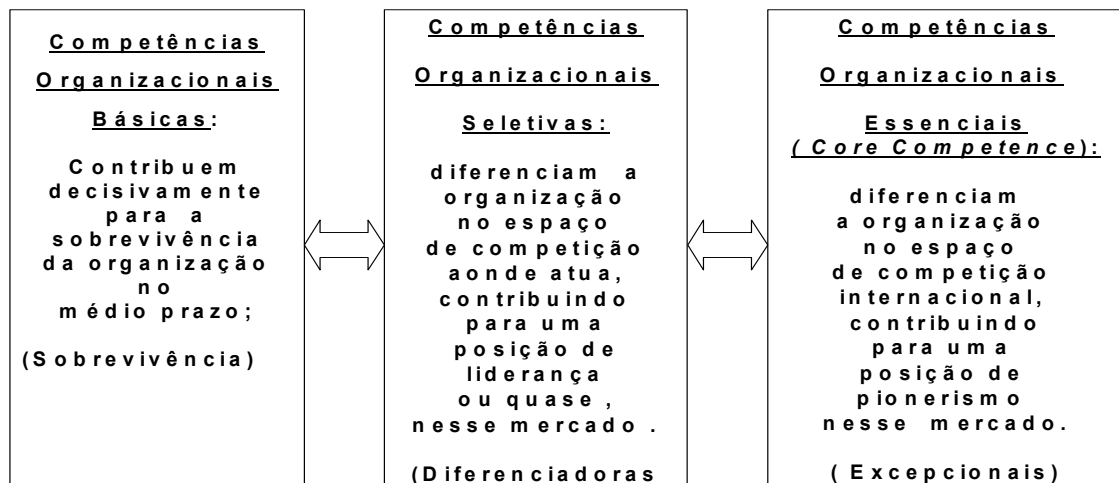 Competências
Organizacionais
Básicas:
Contribuem
decisivamente
para a
sobrevivência
da organização
no
médio prazo;
(Sobrevivência)
Competências
Organizacionais
Seletivas:
diferenciam a
organização
no espaço
de competição
aonde atua,
contribuindo
para uma
posição de
liderança
ou quase ,
nesse mercado .
(Diferenciadoras
Competências
Organizacionais
Essenciais
( Core Competence):
diferenciam
a organização
no espaço
de competição
internacional,
contribuindo
para uma
posição de
pionerismo
nesse mercado.
( Excepcionais)